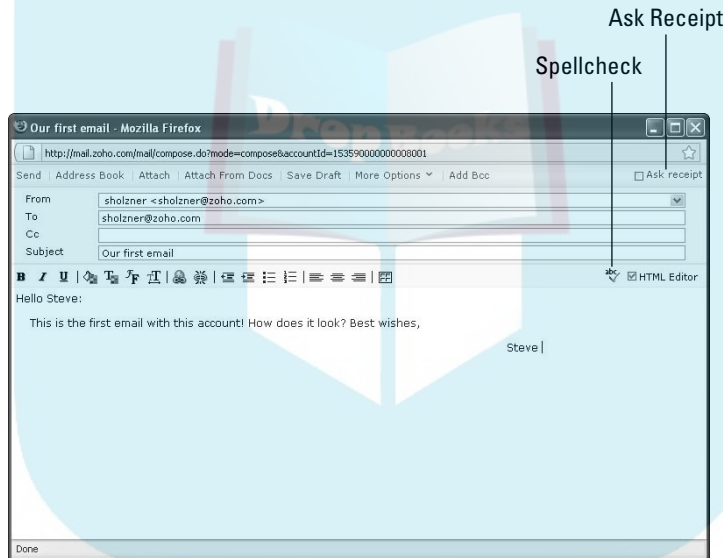 Ask Receipt
Spellcheck
DropBooks
Our first email - Mozilla Firefox
http://mail.zoho.com/mail/compose.do?mode=compose&accountId=153590000000008001
Send | Address Book | Attach | Attach From Docs | Save Draft | More Options | Add Bcc Ask receipt
From sholzner <sholzner@zoho.com>
To sholzner@zoho.com
Cc
Subject Our first email
B I U abc HTML Editor
Hello Steve:
This is the first email with this account! How does it look? Best wishes,
Steve
Done